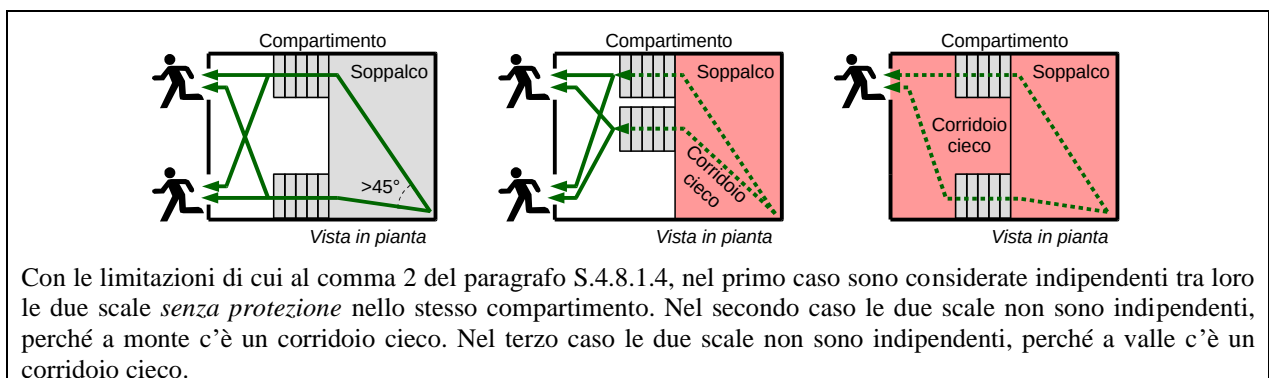 Compartimento
Compartimento
Compartimento
Soppalco
Soppalco
Soppalco
>45°
Corridoio
cieco
Corridoio
cieco
Vista in pianta
Vista in pianta
Vista in pianta
Con le limitazioni di cui al comma 2 del paragrafo S.4.8.1.4, nel primo caso sono considerate indipendenti tra loro
le due scale senza protezione nello stesso compartimento. Nel secondo caso le due scale non sono indipendenti,
perché a monte c’è un corridoio cieco. Nel terzo caso le due scale non sono indipendenti, perché a valle c’è un
corridoio cieco.